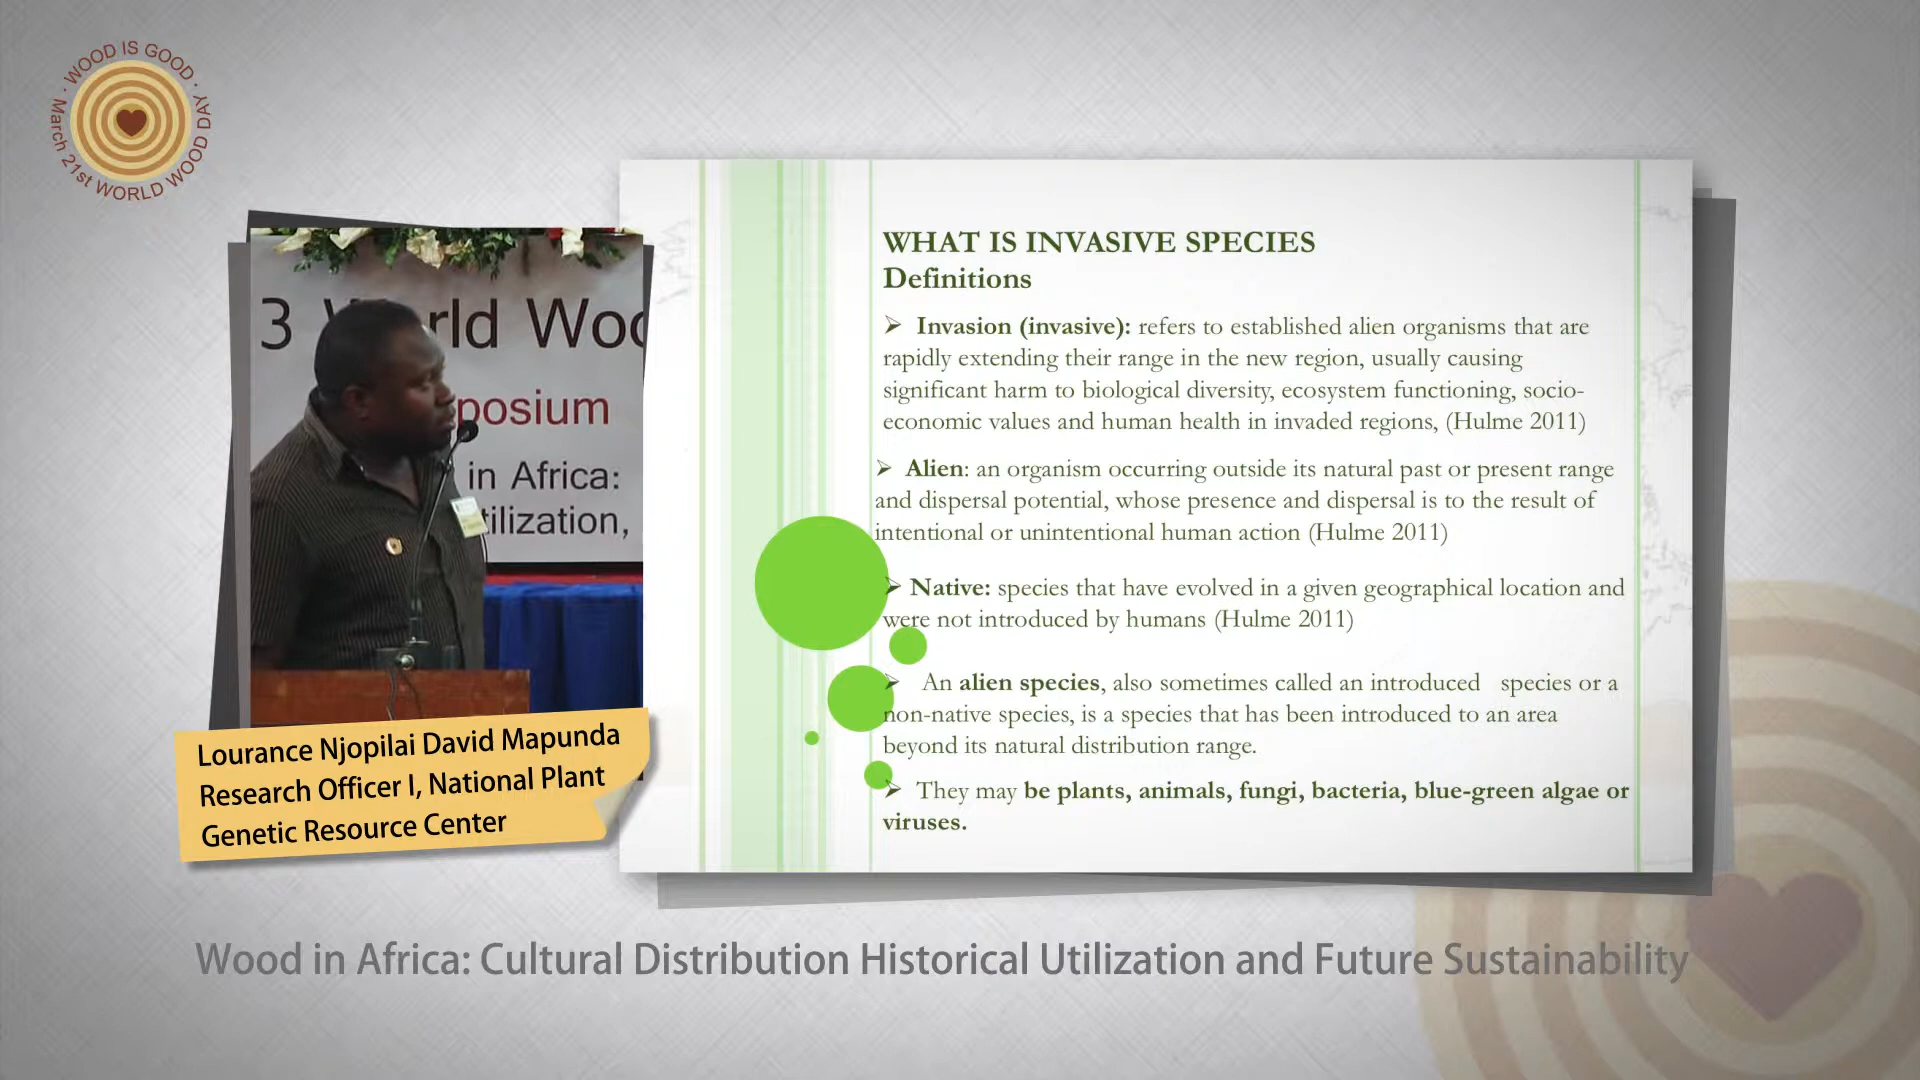 WOOD IS GOOD
March 21st WORLD WOOD DAY
3 World Woo
posium
in Africa:
tilization,
Lourance Njopilai David Mapunda
Research Officer I, National Plant
Genetic Resource Center
WHAT IS INVASIVE SPECIES
Definitions
➢ Invasion (invasive): refers to established alien organisms that are
rapidly extending their range in the new region, usually causing
significant harm to biological diversity, ecosystem functioning, socio-
economic values and human health in invaded regions, (Hulme 2011)
➢ Alien: an organism occurring outside its natural past or present range
and dispersal potential, whose presence and dispersal is to the result of
intentional or unintentional human action (Hulme 2011)
➢ Native: species that have evolved in a given geographical location and
were not introduced by humans (Hulme 2011)
➢ An alien species, also sometimes called an introduced species or a
non-native species, is a species that has been introduced to an area
beyond its natural distribution range.
➢ They may be plants, animals, fungi, bacteria, blue-green algae or
viruses.
Wood in Africa: Cultural Distribution Historical Utilization and Future Sustainability